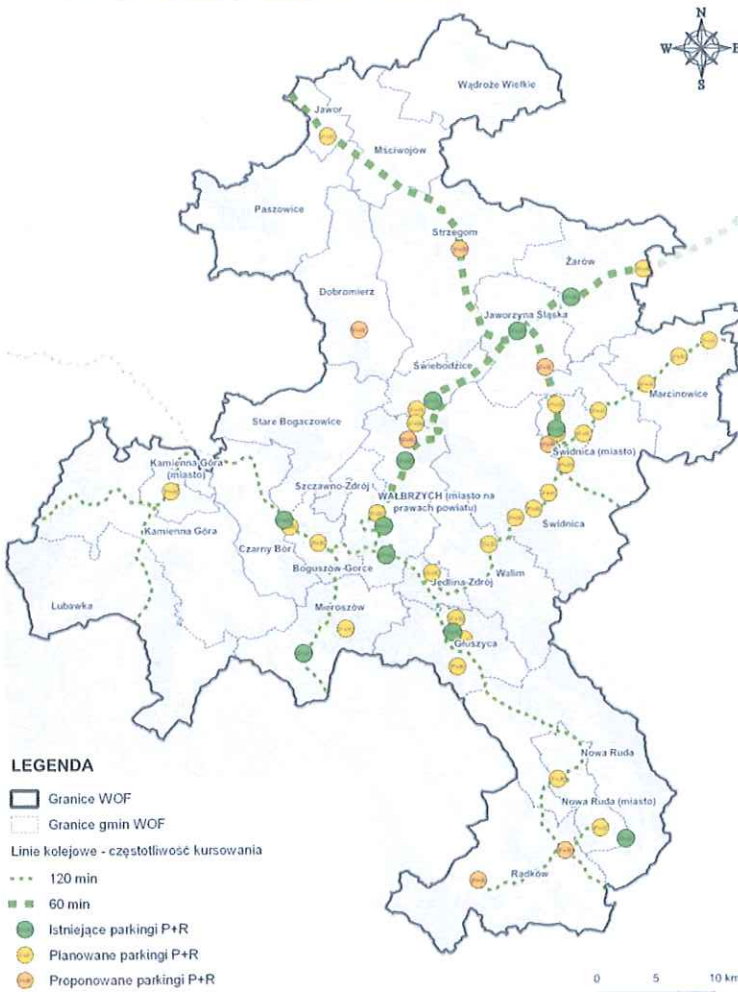 N
W E
S
Wądroże Wielkie
Jawor
Mściwojów
Paszowice
Strzegom
Żarów
Dobromierz
Jaworzyna Śląska
Świebodzice
Marcinowice
Stare Bogaczowice
Świdnica (miasto)
Kamienna Góra
(miasto)
Szczawno-Zdrój
WAŁBRZYCH (miasto na
prawach powiatu)
Świdnica
Kamienna Góra
Czarny Bór
Boguszów-Gorce
Jedlina-Zdrój
Walim
Lubawka
Mieroszów
Głuszyca
Nowa Ruda
Nowa Ruda (miasto)
Radków
LEGENDA
Granice WOF
Granice gmin WOF
Linie kolejowe - częstotliwość kursowania
120 min
60 min
Istniejące parkingi P+R
Planowane parkingi P+R
Proponowane parkingi P+R
0 5 10 km